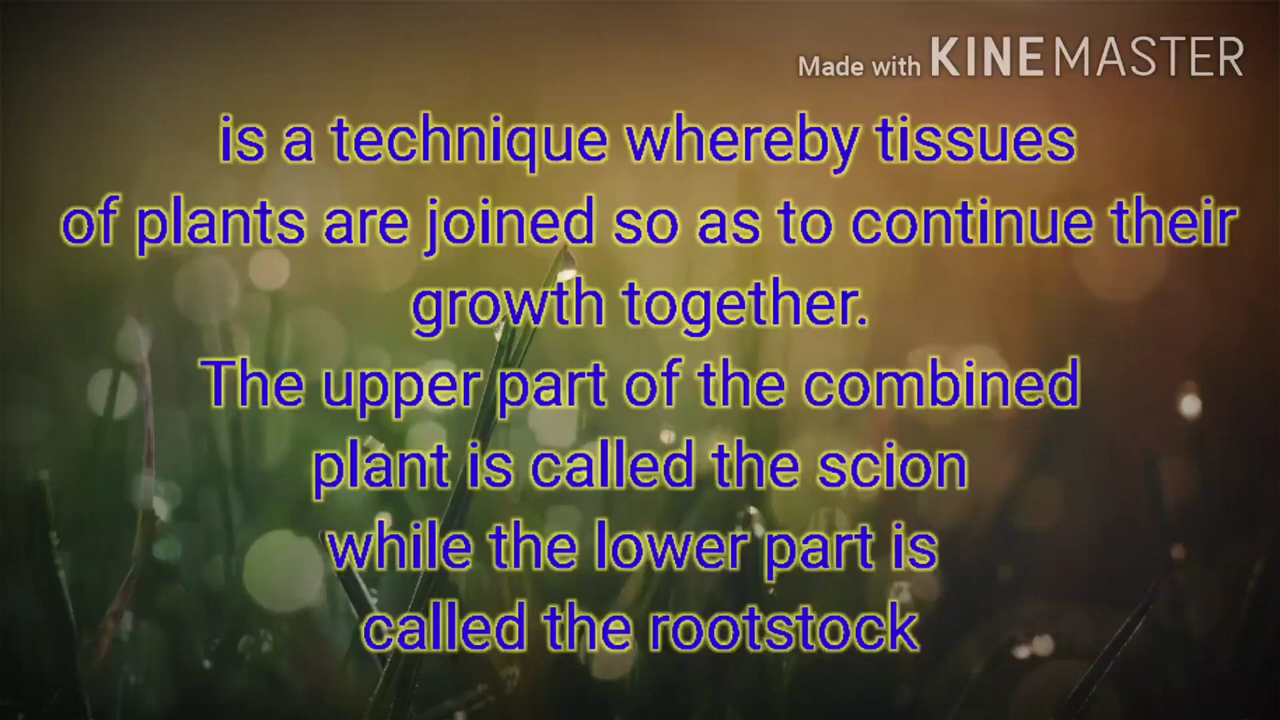 Made with KINEMASTER
is a technique whereby tissues
of plants are joined so as to continue their
growth together.
The upper part of the combined
plant is called the scion
while the lower part is
called the rootstock